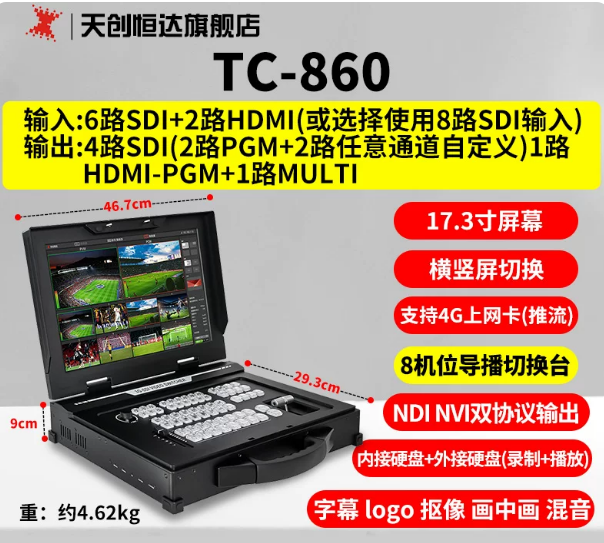 天创恒达旗舰店
TC-860
输入:6路SDI+2路HDMI(或选择使用8路SDI输入)
输出:4路SDI(2路PGM+2路任意通道自定义)1路
HDMI-PGM+1路MULTI
46.7cm
17.3寸屏幕
横竖屏切换
支持4G上网卡(推流)
8机位导播切换台
29.3cm
9cm
NDI NVI双协议输出
内接硬盘+外接硬盘(录制+播放)
重：约4.62kg
字幕 logo 抠像 画中画 混音